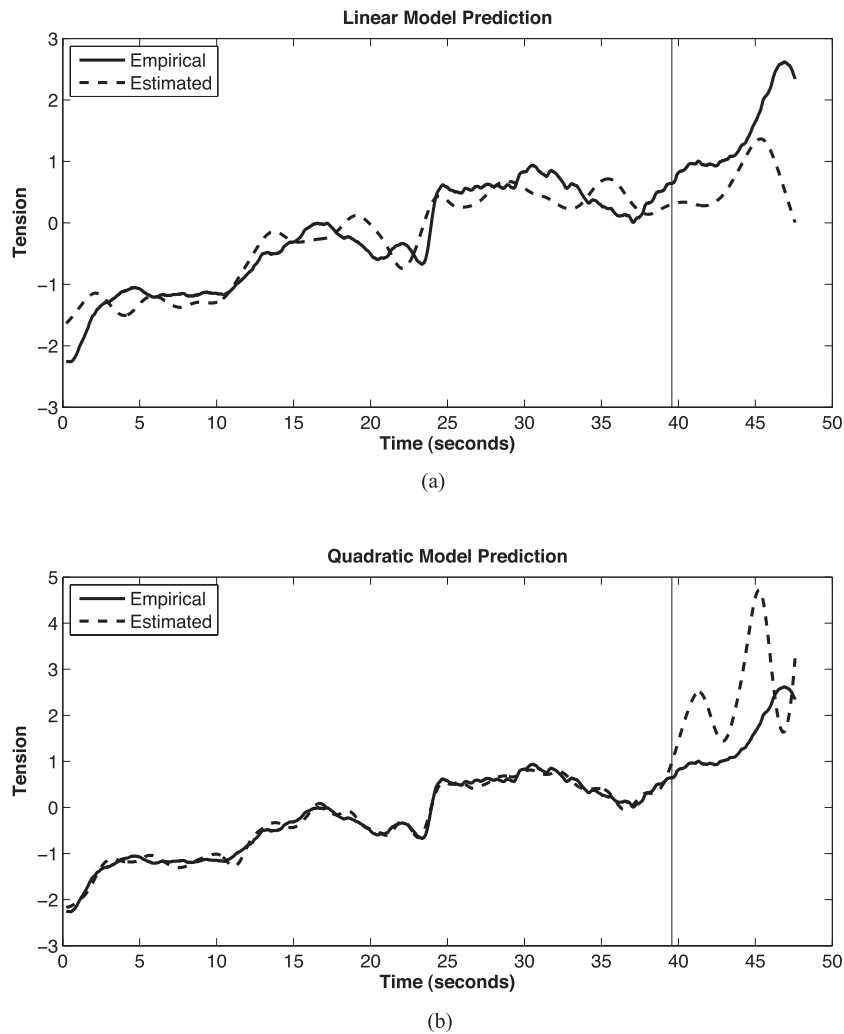 Linear Model Prediction
3
Empirical
Estimated
2
1
0
−1
−2
−3
Tension
0 5 10 15 20 25 30 35 40 45 50
Time (seconds)
(a)
Quadratic Model Prediction
5
Empirical
Estimated
4
3
2
1
0
−1
−2
−3
Tension
0 5 10 15 20 25 30 35 40 45 50
Time (seconds)
(b)